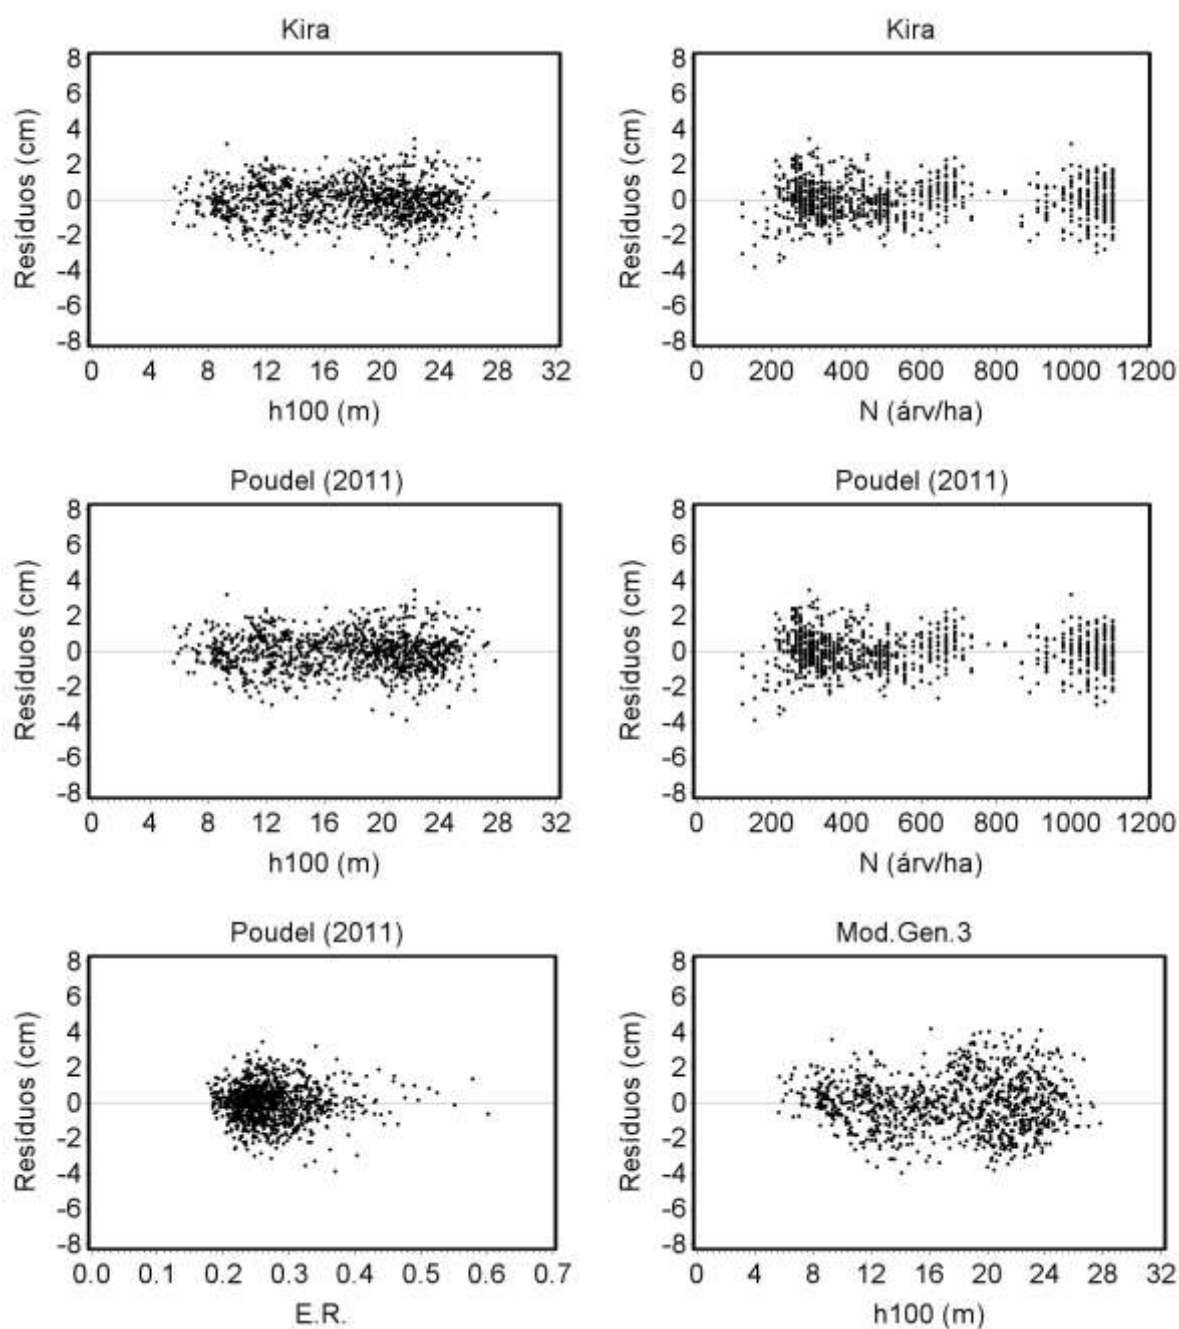 Kira
Kira
8
6
4
2
0
-2
-4
-6
-8
Resíduos (cm)
0 4 8 12 16 20 24 28 32
h100 (m)
8
6
4
2
0
-2
-4
-6
-8
Resíduos (cm)
0 200 400 600 800 1000 1200
N (árv/ha)
Poudel (2011)
Poudel (2011)
8
6
4
2
0
-2
-4
-6
-8
Resíduos (cm)
0 4 8 12 16 20 24 28 32
h100 (m)
8
6
4
2
0
-2
-4
-6
-8
Resíduos (cm)
0 200 400 600 800 1000 1200
N (árv/ha)
Poudel (2011)
Mod.Gen.3
8
6
4
2
0
-2
-4
-6
-8
Resíduos (cm)
0.0 0.1 0.2 0.3 0.4 0.5 0.6 0.7
E.R.
8
6
4
2
0
-2
-4
-6
-8
Resíduos (cm)
0 4 8 12 16 20 24 28 32
h100 (m)